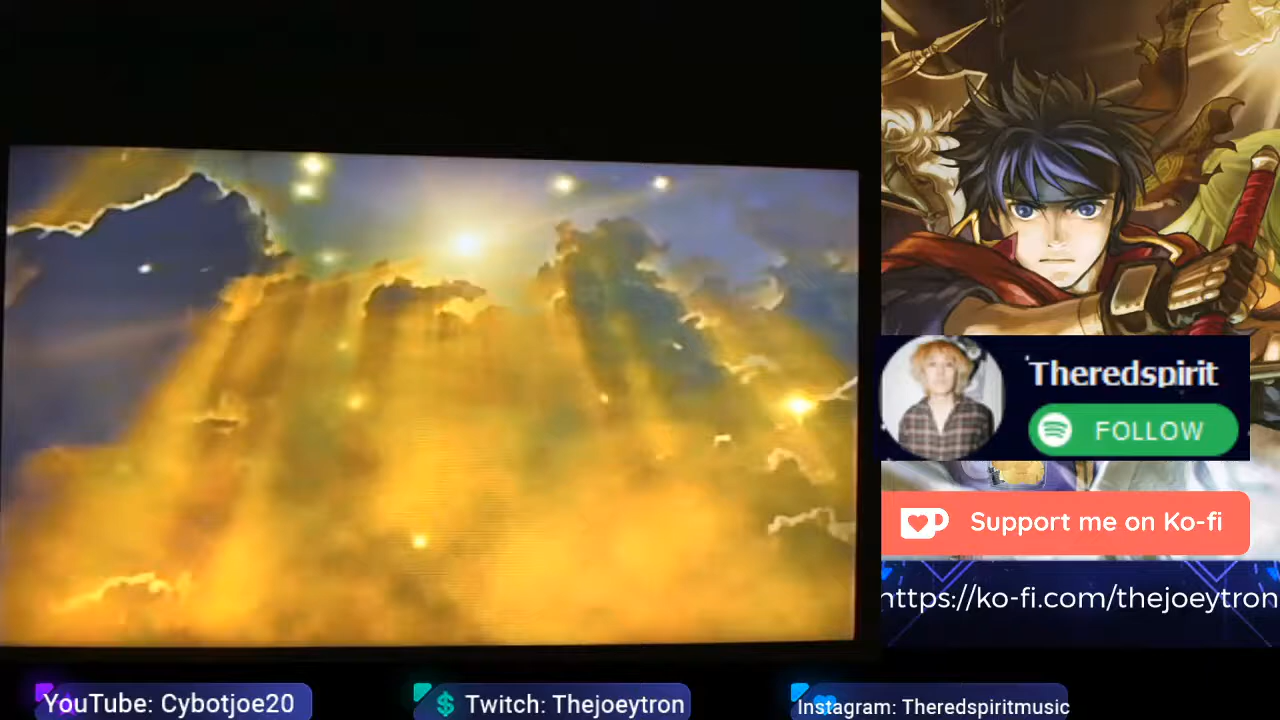 Theredspirit
FOLLOW
Support me on Ko-fi
https://ko-fi.com/thejoeytron
YouTube: Cybotjoe20
Twitch: Thejoeytron
Instagram: Theredspiritmusic